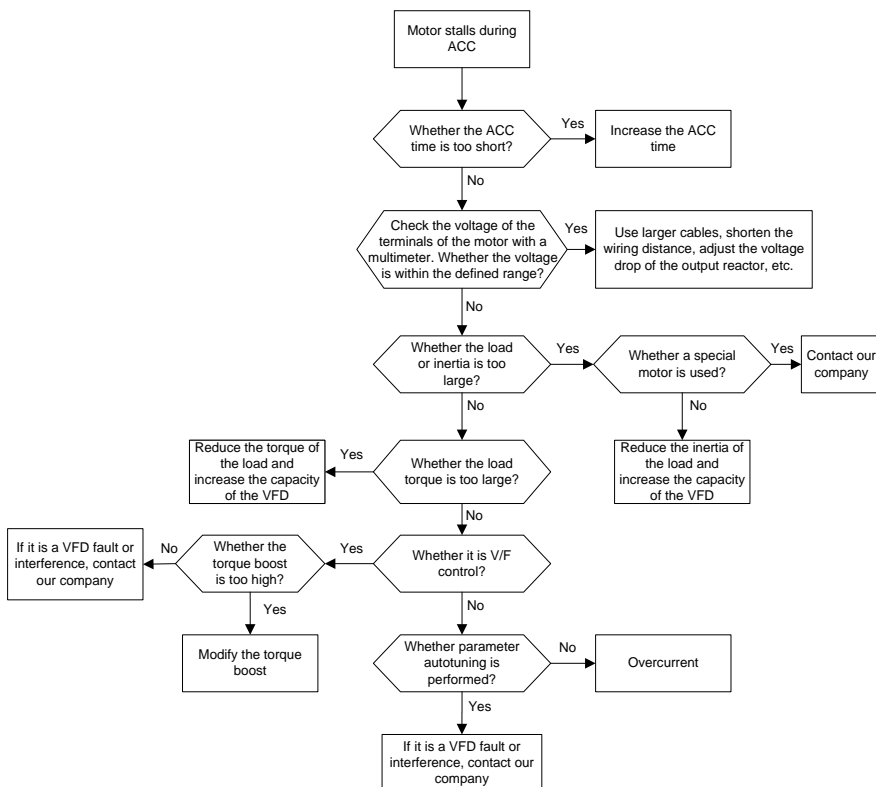 Motor stalls during
ACC
Whether the ACC
time is too short?
Yes
Increase the ACC
time
No
Check the voltage of the
terminals of the motor with a
multimeter. Whether the voltage
is within the defined range?
Yes
Use larger cables, shorten the
wiring distance, adjust the voltage
drop of the output reactor, etc.
No
Whether the load
or inertia is too
large?
Yes
Whether a special
motor is used?
Yes
Contact our
company
No
No
Reduce the inertia of
the load and
increase the capacity
of the VFD
Whether the load
torque is too large?
Yes
Reduce the torque of
the load and
increase the capacity
of the VFD
No
Whether it is V/F
control?
Yes
Whether the
torque boost
is too high?
No
If it is a VFD fault or
interference, contact
our company
Yes
Modify the torque
boost
No
Whether parameter
autotuning is
performed?
No
Overcurrent
Yes
If it is a VFD fault or
interference, contact our
company